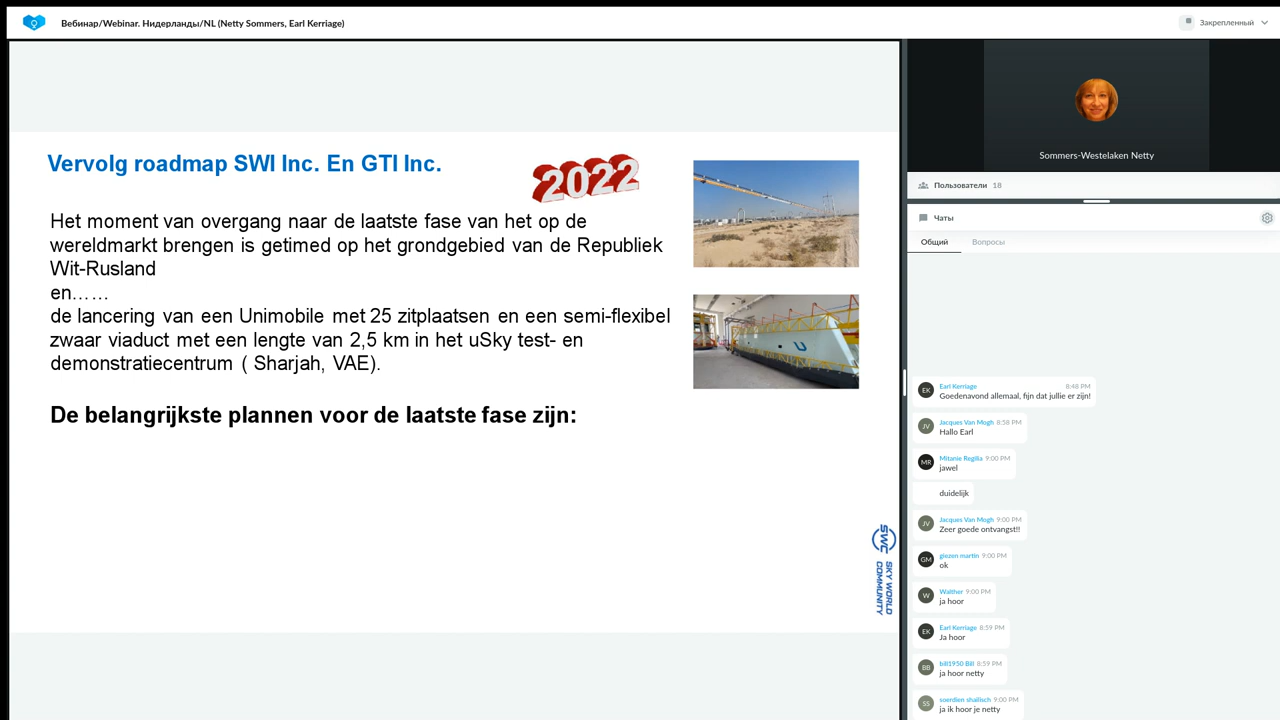 Вебинар/Webinar. Нидерланды/NL (Netty Sommers, Earl Kerriage)
Закрепленный
Vervolg roadmap SWI Inc. En GTI Inc.
2022
Het moment van overgang naar de laatste fase van het op de
wereldmarkt brengen is getimed op het grondgebied van de Republiek
Wit-Rusland
en……
de lancering van een Unimobile met 25 zitplaatsen en een semi-flexibel
zwaar viaduct met een lengte van 2,5 km in het uSky test- en
demonstratiecentrum ( Sharjah, VAE).
De belangrijkste plannen voor de laatste fase zijn:
SWC
SKY WORLD
COMMUNITY
Sommers-Westelaken Netty
Пользователи 18
Чаты
Общий Вопросы
EK Earl Kerriage 8:48 PM
Goedenavond allemaal, fijn dat jullie er zijn!
JV Jacques Van Mogh 8:58 PM
Hallo Earl
MR Mitanie Regilia 9:00 PM
jawel
duidelijk
JV Jacques Van Mogh 9:00 PM
Zeer goede ontvangst!!
GM giezen martin 9:00 PM
ok
W Walther 9:00 PM
ja hoor
EK Earl Kerriage 8:59 PM
Ja hoor
BB bill1950 Bill 8:59 PM
ja hoor netty
SS soerdien shailisch 9:00 PM
ja ik hoor je netty